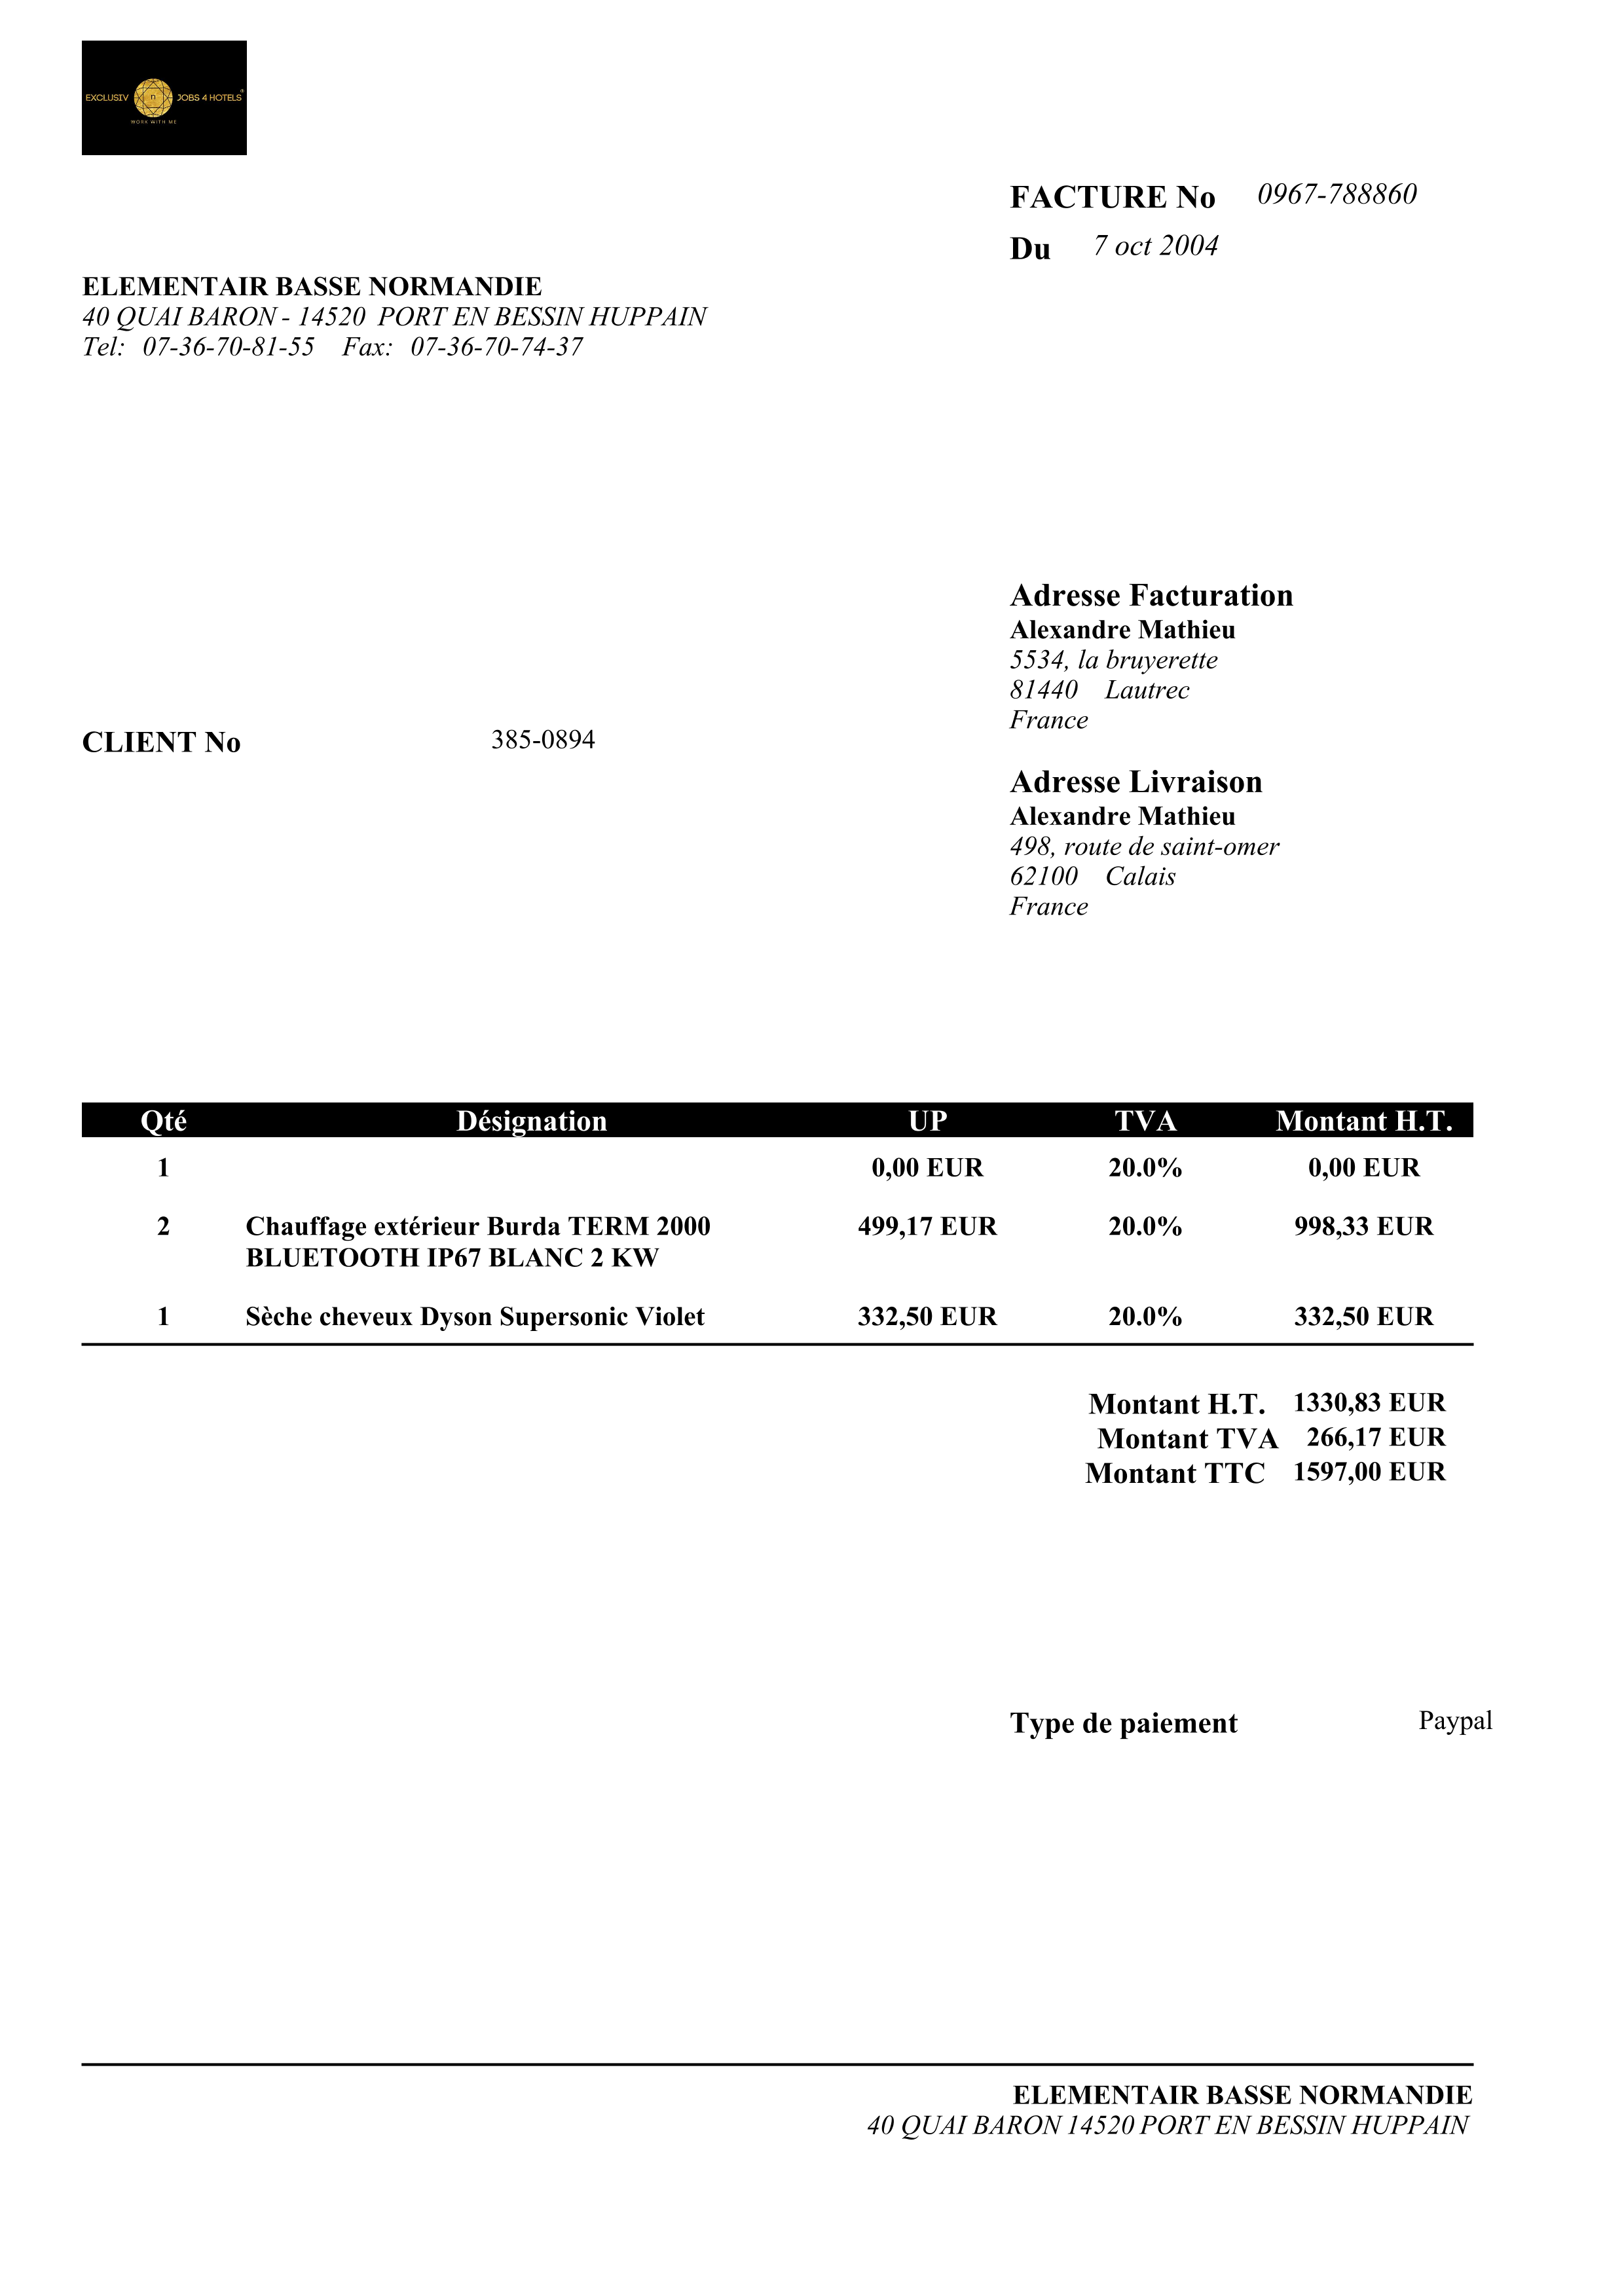 EXCLUSIV n JOBS 4 HOTELS®
WORK WITH ME
FACTURE No 0967-788860
Du 7 oct 2004
ELEMENTAIR BASSE NORMANDIE
40 QUAI BARON - 14520 PORT EN BESSIN HUPPAIN
Tel: 07-36-70-81-55 Fax: 07-36-70-74-37
Adresse Facturation
Alexandre Mathieu
5534, la bruyerette
81440 Lautrec
France
CLIENT No 385-0894
Adresse Livraison
Alexandre Mathieu
498, route de saint-omer
62100 Calais
France
Qté Désignation UP TVA Montant H.T.
1 0,00 EUR 20.0% 0,00 EUR
2 Chauffage extérieur Burda TERM 2000 499,17 EUR 20.0% 998,33 EUR
BLUETOOTH IP67 BLANC 2 KW
1 Sèche cheveux Dyson Supersonic Violet 332,50 EUR 20.0% 332,50 EUR
Montant H.T. 1330,83 EUR
Montant TVA 266,17 EUR
Montant TTC 1597,00 EUR
Type de paiement Paypal
ELEMENTAIR BASSE NORMANDIE
40 QUAI BARON 14520 PORT EN BESSIN HUPPAIN